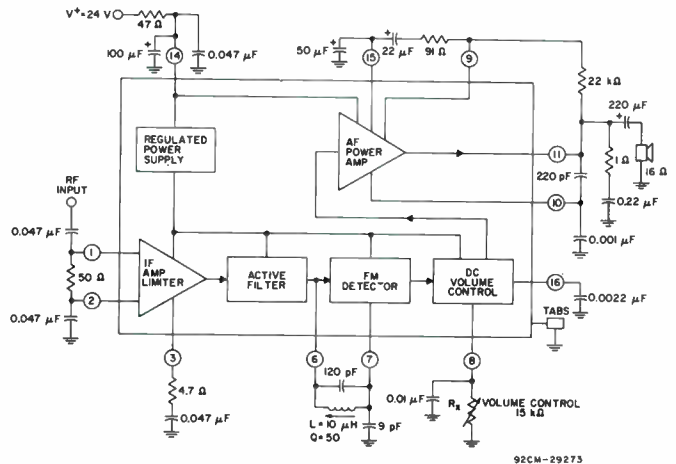 V+=24 V
47 Ω
100 μF
+
14
0.047 μF
50 μF
+
15
+
22 μF
91 Ω
9
22 kΩ
220
μF
+
REGULATED
POWER
SUPPLY
AF
POWER
AMP
11
220 pF
1Ω
16 Ω
10
0.22 μF
0.001 μF
RF
INPUT
0.047 μF
1
50 Ω
2
0.047 μF
IF
AMP
LIMITER
ACTIVE
FILTER
FM
DETECTOR
DC
VOLUME
CONTROL
16
0.0022 μF
TABS
3
6
7
8
4.7 Ω
0.047 μF
120 pF
L=10 μH
Q=50
9 pF
0.01 μF
Rx
VOLUME CONTROL
15 kΩ
92CM-29273